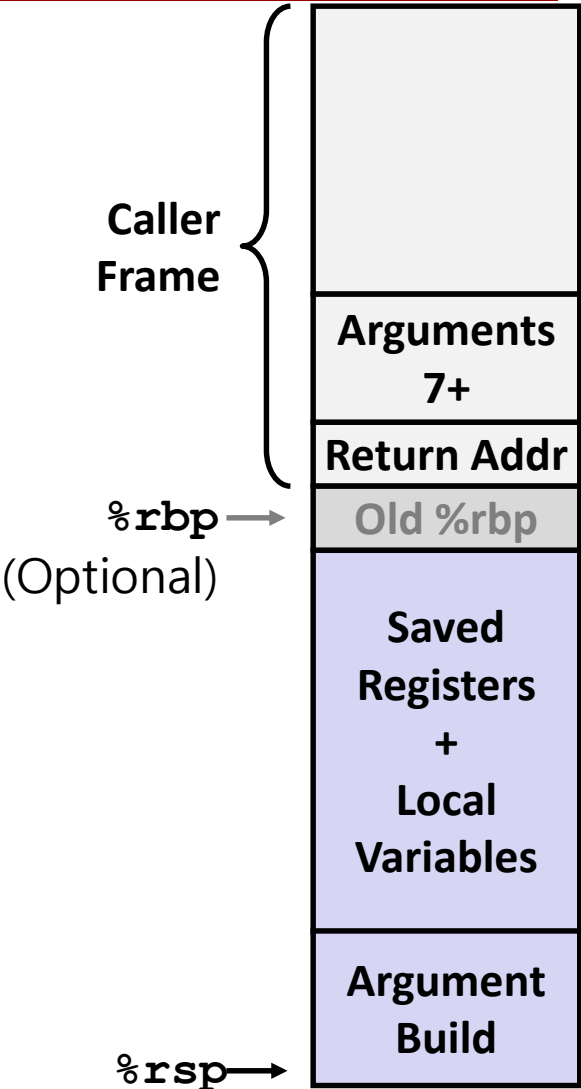 Caller
Frame
Arguments
7+
Return Addr
%rbp
Old %rbp
(Optional)
Saved
Registers
+
Local
Variables
Argument
Build
%rsp